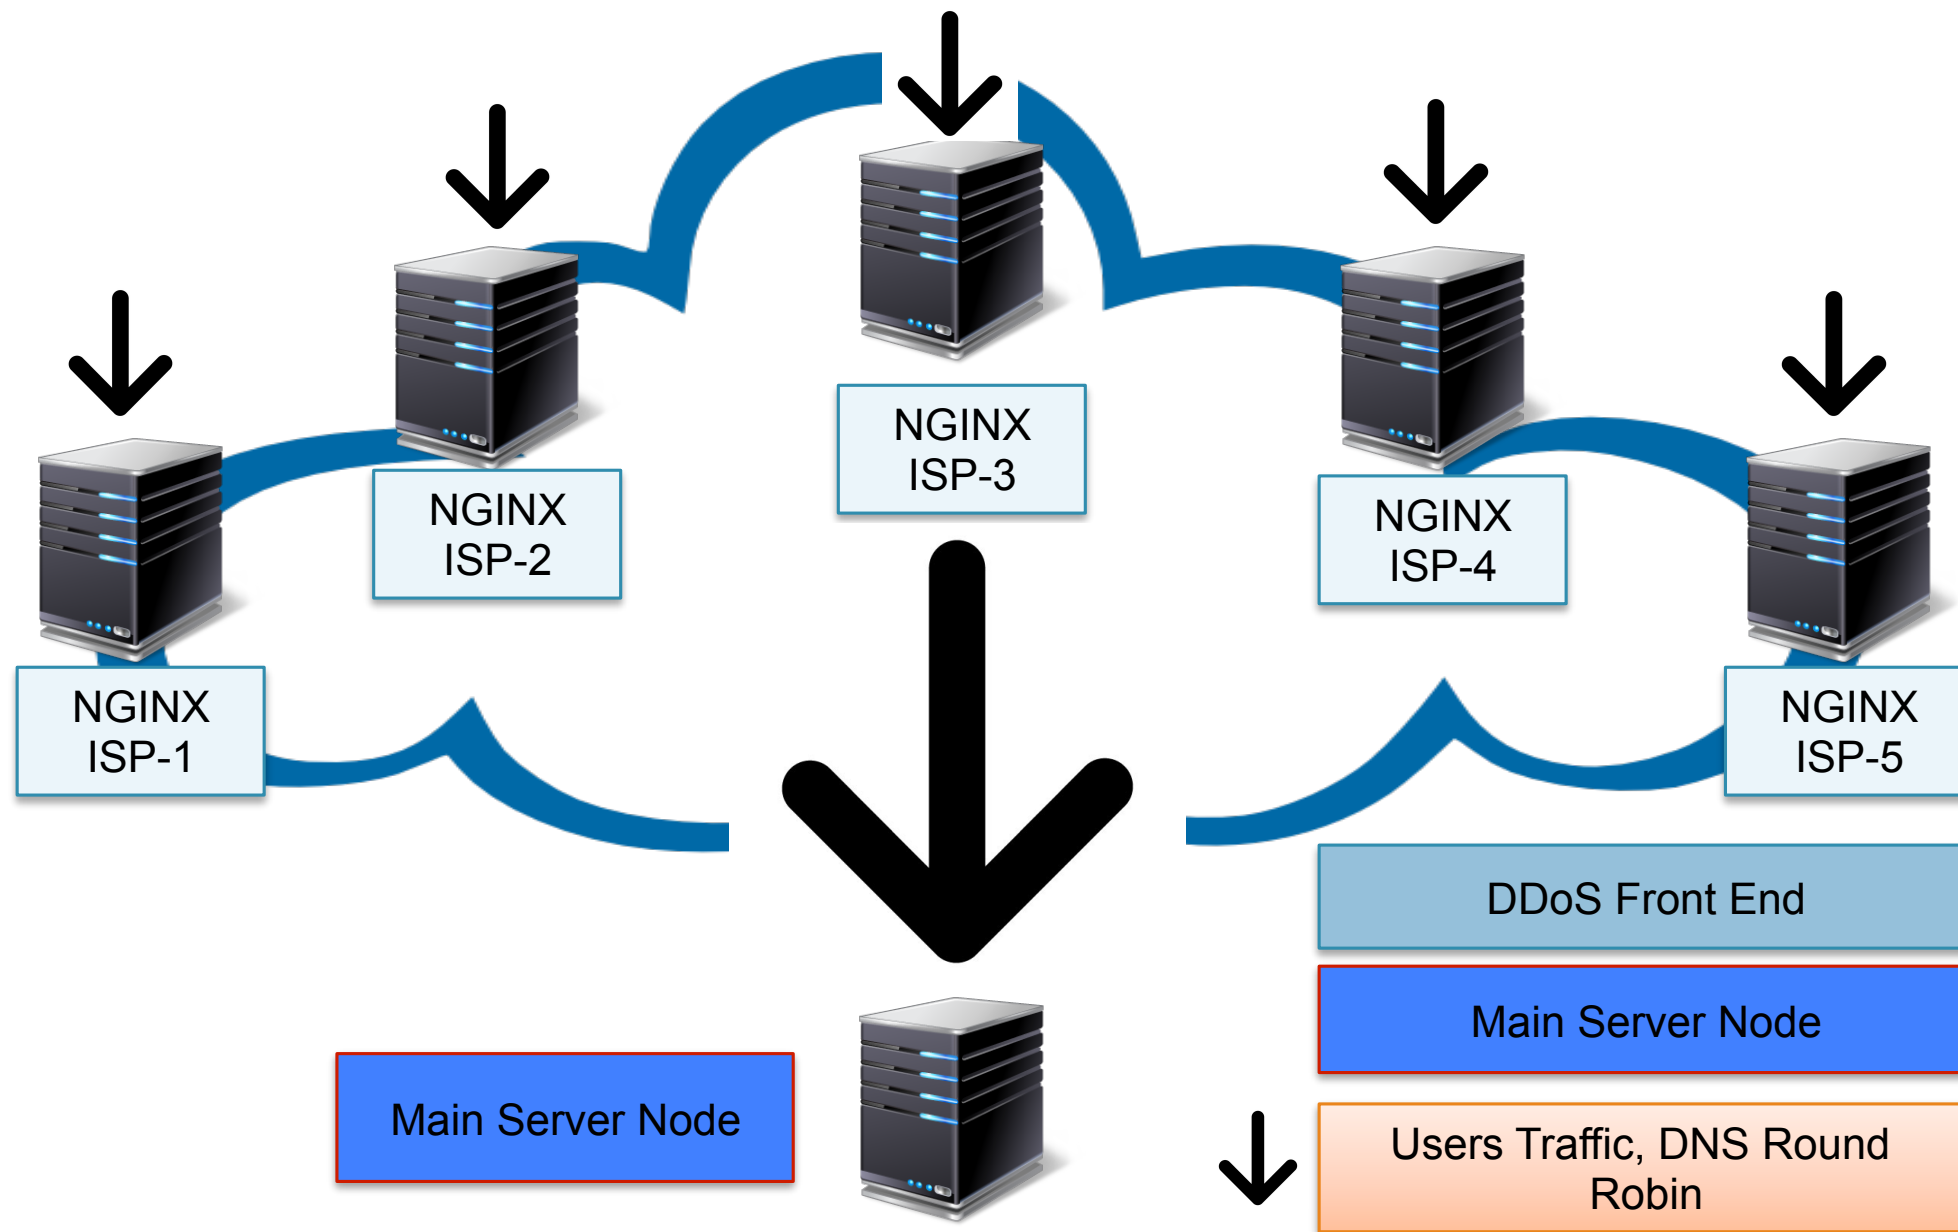 NGINX
ISP-3
NGINX
ISP-2
NGINX
ISP-4
NGINX
ISP-1
NGINX
ISP-5
DDoS Front End
Main Server Node
Main Server Node
Users Traffic, DNS Round
Robin